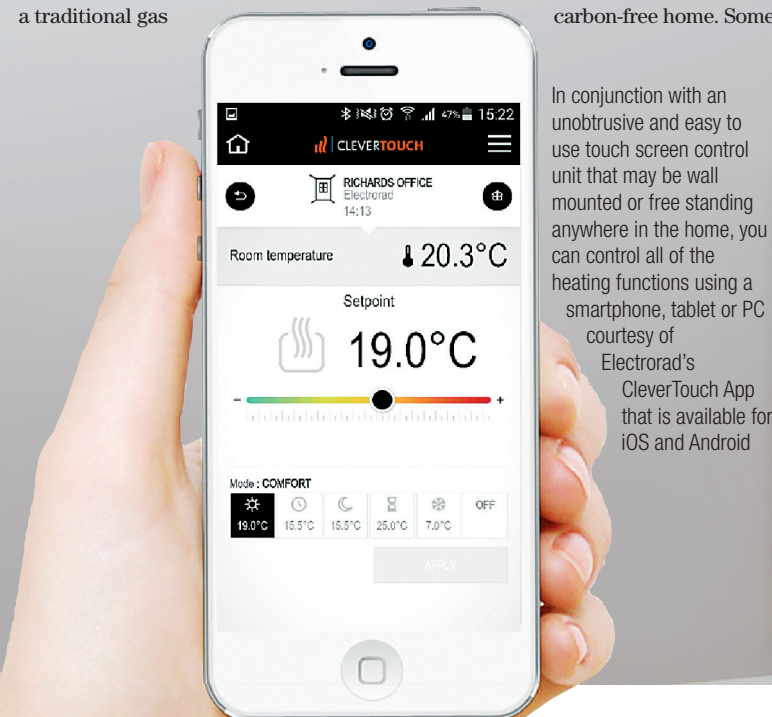 a traditional gas
carbon-free home. Some
47% 15:22
CLEVERTOUCH
RICHARDS OFFICE
Electrorad
14:13
Room temperature 20.3°C
Setpoint
19.0°C
- +
Mode : COMFORT
19.0°C 15.5°C 15.5°C 25.0°C 7.0°C OFF
APPLY
In conjunction with an
unobtrusive and easy to
use touch screen control
unit that may be wall
mounted or free standing
anywhere in the home, you
can control all of the
heating functions using a
smartphone, tablet or PC
courtesy of
Electrorad's
CleverTouch App
that is available for
iOS and Android